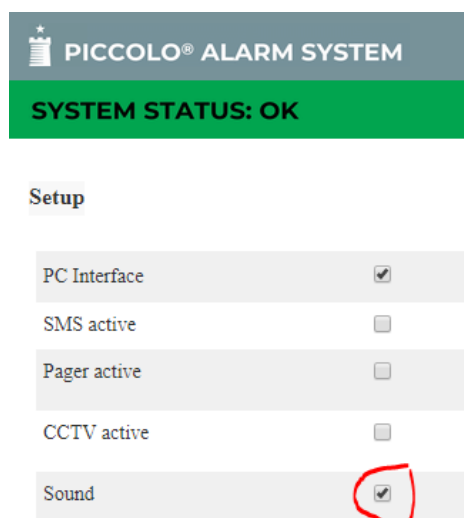 PICCOLO® ALARM SYSTEM
SYSTEM STATUS: OK
Setup
PC Interface
SMS active
Pager active
CCTV active
Sound